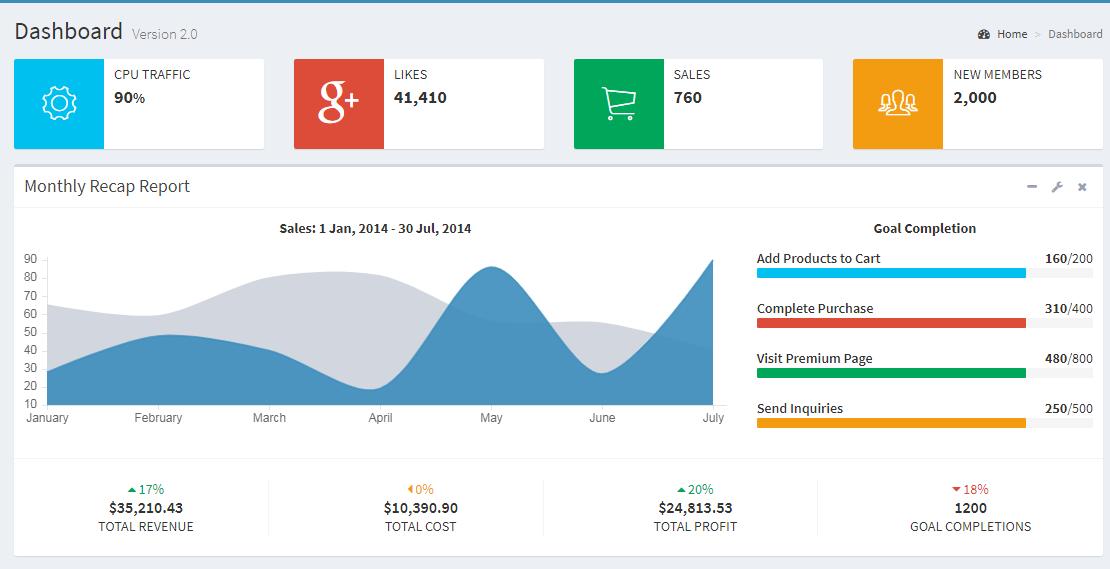 Dashboard Version 2.0
Home > Dashboard
CPU TRAFFIC
90%
g+
LIKES
41,410
SALES
760
NEW MEMBERS
2,000
Monthly Recap Report
Sales: 1 Jan, 2014 - 30 Jul, 2014
90
80
70
60
50
40
30
20
10
January February March April May June July
Goal Completion
Add Products to Cart 160/200
Complete Purchase 310/400
Visit Premium Page 480/800
Send Inquiries 250/500
17%
$35,210.43
TOTAL REVENUE
0%
$10,390.90
TOTAL COST
20%
$24,813.53
TOTAL PROFIT
18%
1200
GOAL COMPLETIONS